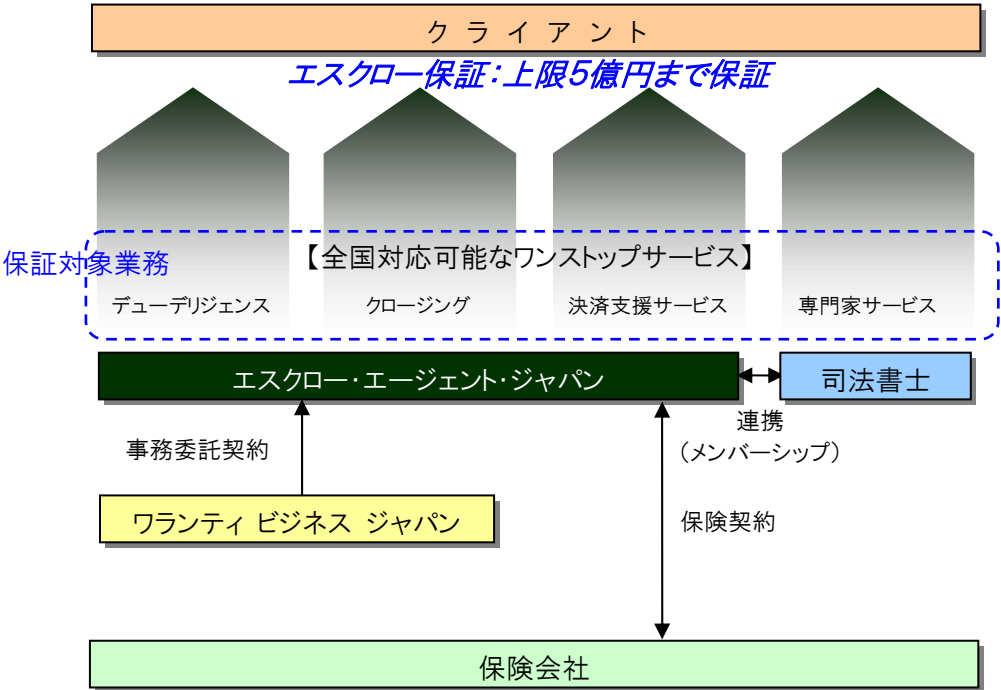 ク ラ イ ア ン ト
エスクロー保証：上限５億円まで保証
【全国対応可能なワンストップサービス】
保証対象業務
デューデリジェンス
クロージング
決済支援サービス
専門家サービス
エスクロー・エージェント・ジャパン
司法書士
連携
（メンバーシップ）
事務委託契約
ワランティ ビジネス ジャパン
保険契約
保険会社